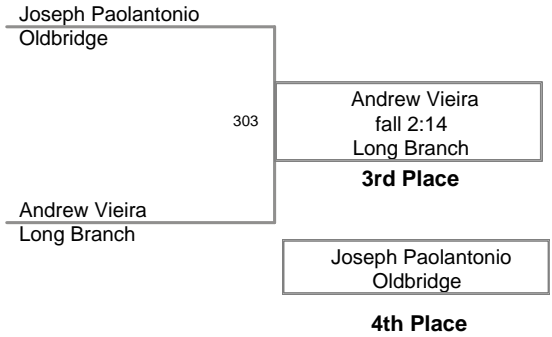 Joseph Paolantonio
Oldbridge
303
Andrew Vieira
fall 2:14
Long Branch
3rd Place
Andrew Vieira
Long Branch
Joseph Paolantonio
Oldbridge
4th Place